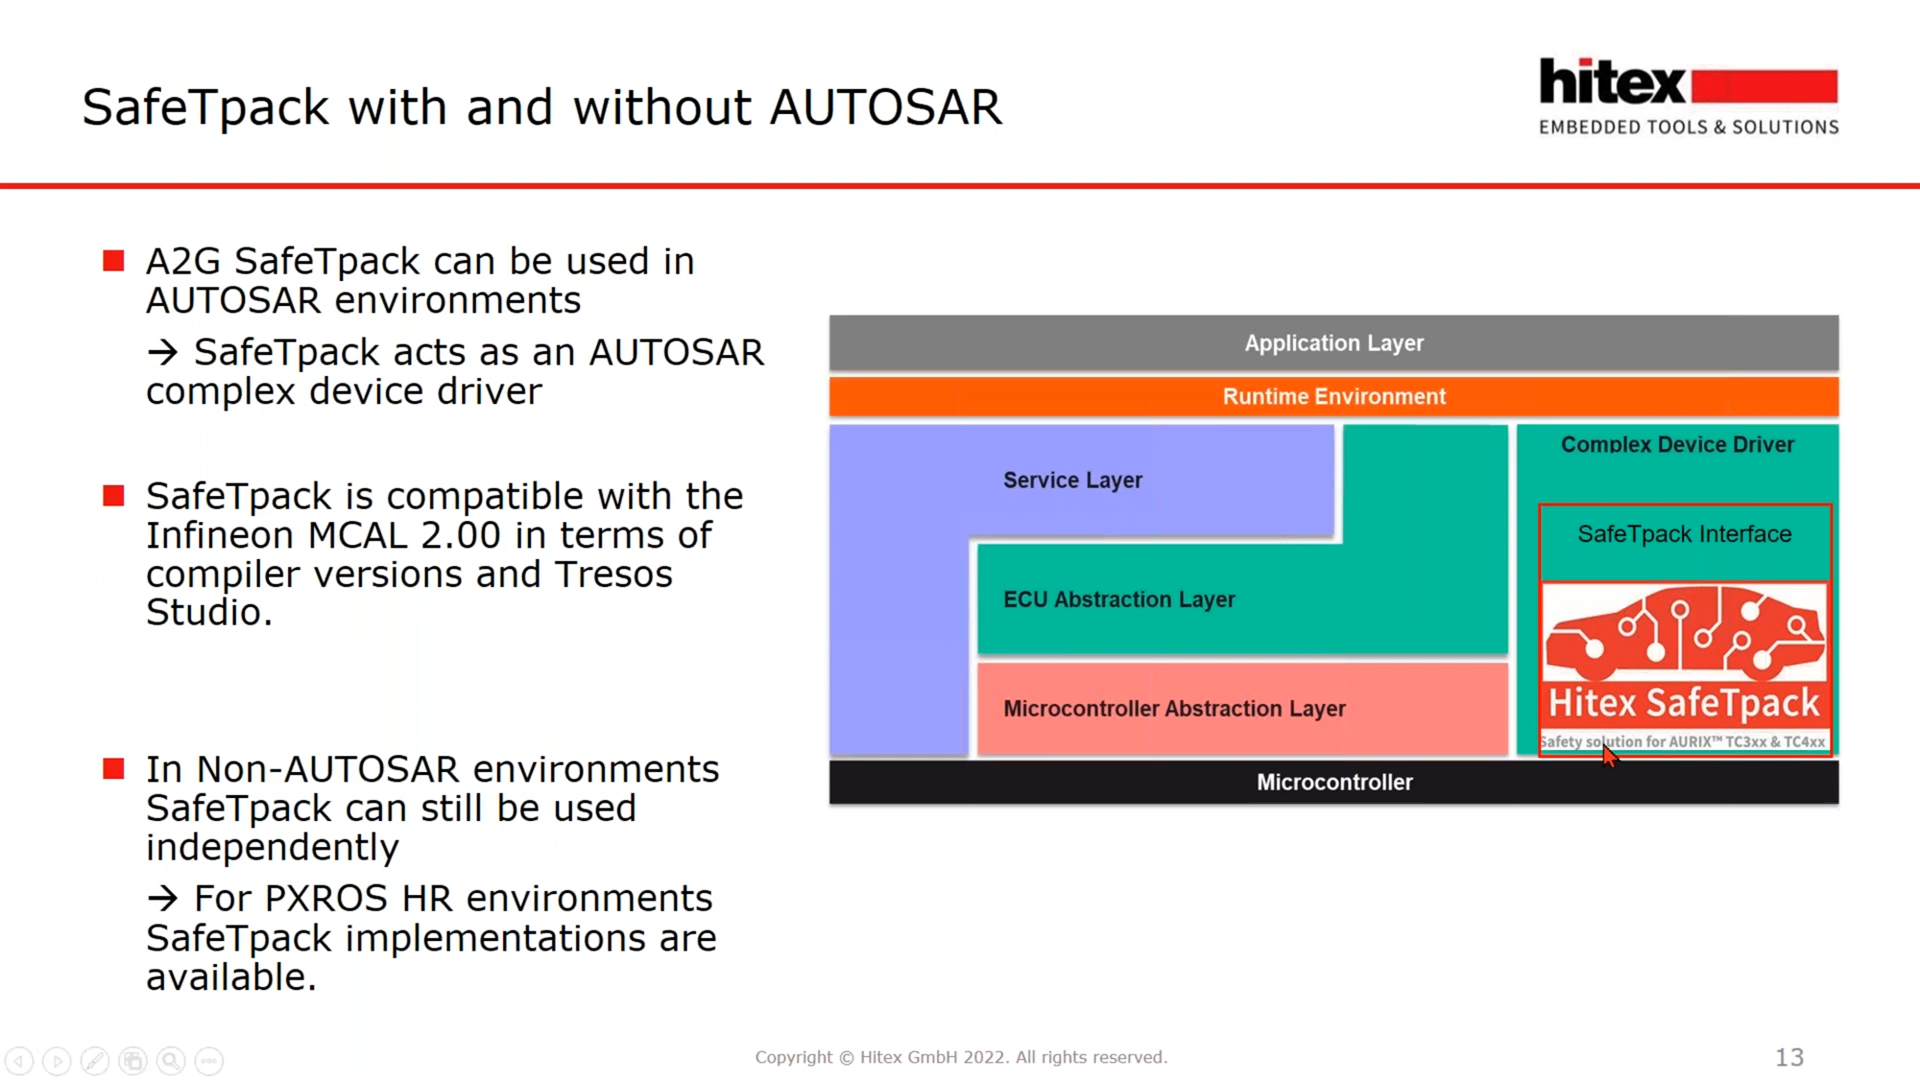 SafeTpack with and without AUTOSAR
hitex
EMBEDDED TOOLS & SOLUTIONS
A2G SafeTpack can be used in
AUTOSAR environments
→ SafeTpack acts as an AUTOSAR
complex device driver
SafeTpack is compatible with the
Infineon MCAL 2.00 in terms of
compiler versions and Tresos
Studio.
In Non-AUTOSAR environments
SafeTpack can still be used
independently
→ For PXROS HR environments
SafeTpack implementations are
available.
Application Layer
Runtime Environment
Service Layer
Complex Device Driver
SafeTpack Interface
ECU Abstraction Layer
Hitex SafeTpack
Microcontroller Abstraction Layer
Safety solution for AURIX™ TC3xx & TC4xx
Microcontroller
Copyright © Hitex GmbH 2022. All rights reserved.
13